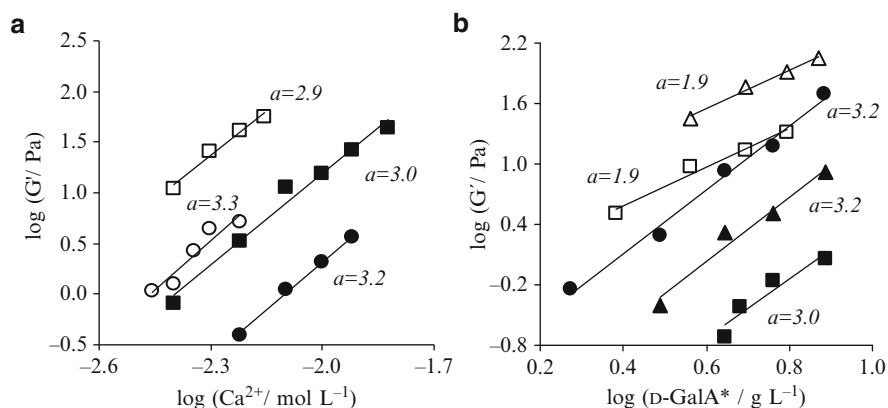 a
2.5
2.0
1.5
1.0
0.5
0.0
–0.5
log (G'/ Pa)
a=2.9
a=3.3
a=3.0
a=3.2
–2.6
–2.3
–2.0
–1.7
log (Ca²⁺/ mol L⁻¹)
b
2.2
1.6
1.0
0.4
–0.2
–0.8
log (G′/ Pa)
a=1.9
a=3.2
a=1.9
a=3.2
a=3.0
0.2
0.4
0.6
0.8
1.0
log (D-GalA* / g L⁻¹)